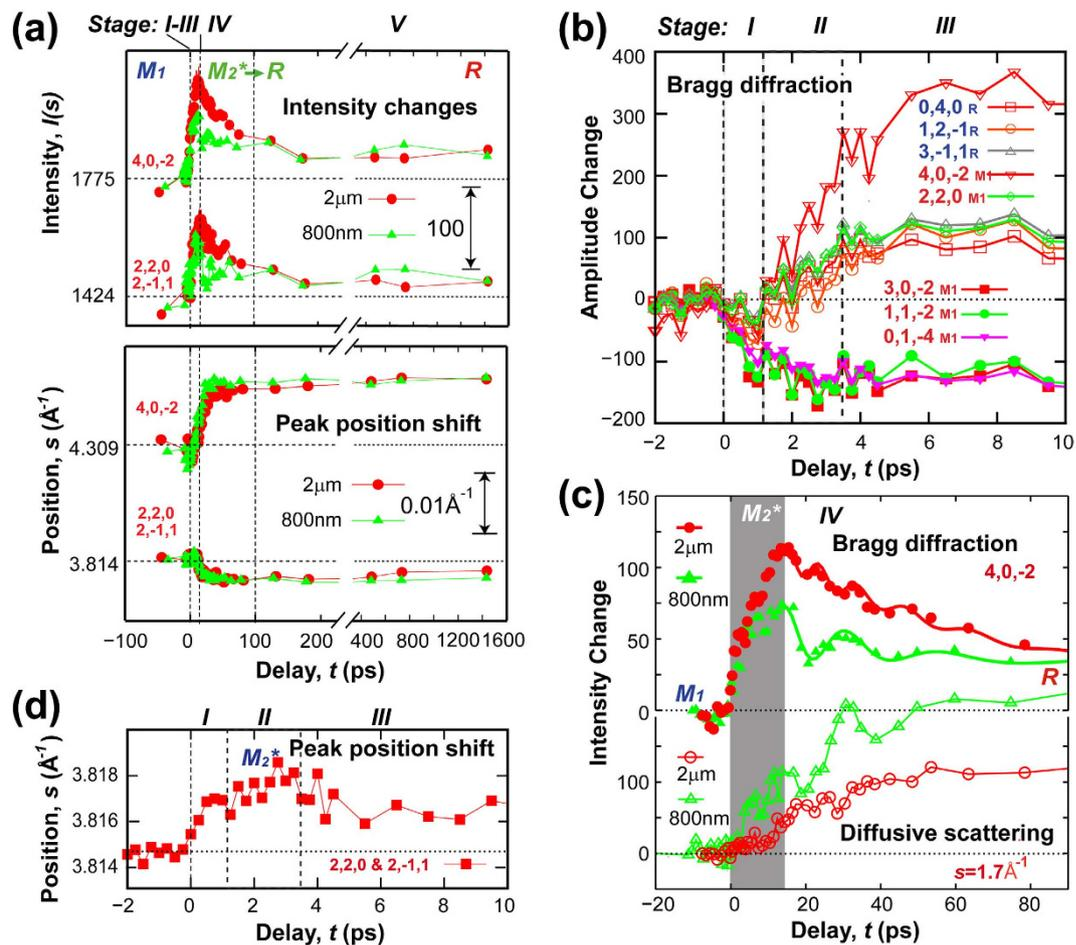 (a)
Stage: I-III IV V
M1 M2*→R R
Intensity changes
Intensity, I(s)
4,0,-2
1775
2μm
800nm
100
2,2,0
2,-1,1
1424
Position, s (Å-1)
4,0,-2
4.309
Peak position shift
2μm
800nm
0.01Å-1
2,2,0
2,-1,1
3.814
−100 0 100 200 400 800 1200 1600
Delay, t (ps)
(b)
Stage: I II III
Bragg diffraction
Amplitude Change
400
300
200
100
0
−100
−200
0,4,0 R
1,2,-1 R
3,-1,1 R
4,0,-2 M1
2,2,0 M1
3,0,-2 M1
1,1,-2 M1
0,1,-4 M1
−2 0 2 4 6 8 10
Delay, t (ps)
(c)
M2* IV
Bragg diffraction
4,0,-2
2μm
800nm
Intensity Change
150
100
50
0
M1
R
2μm
800nm
100
0
Diffusive scattering
s=1.7Å-1
−20 0 20 40 60 80
Delay, t (ps)
(d)
I II III
M2*
Peak position shift
Position, s (Å-1)
3.818
3.816
3.814
2,2,0 & 2,-1,1
−2 0 2 4 6 8 10
Delay, t (ps)